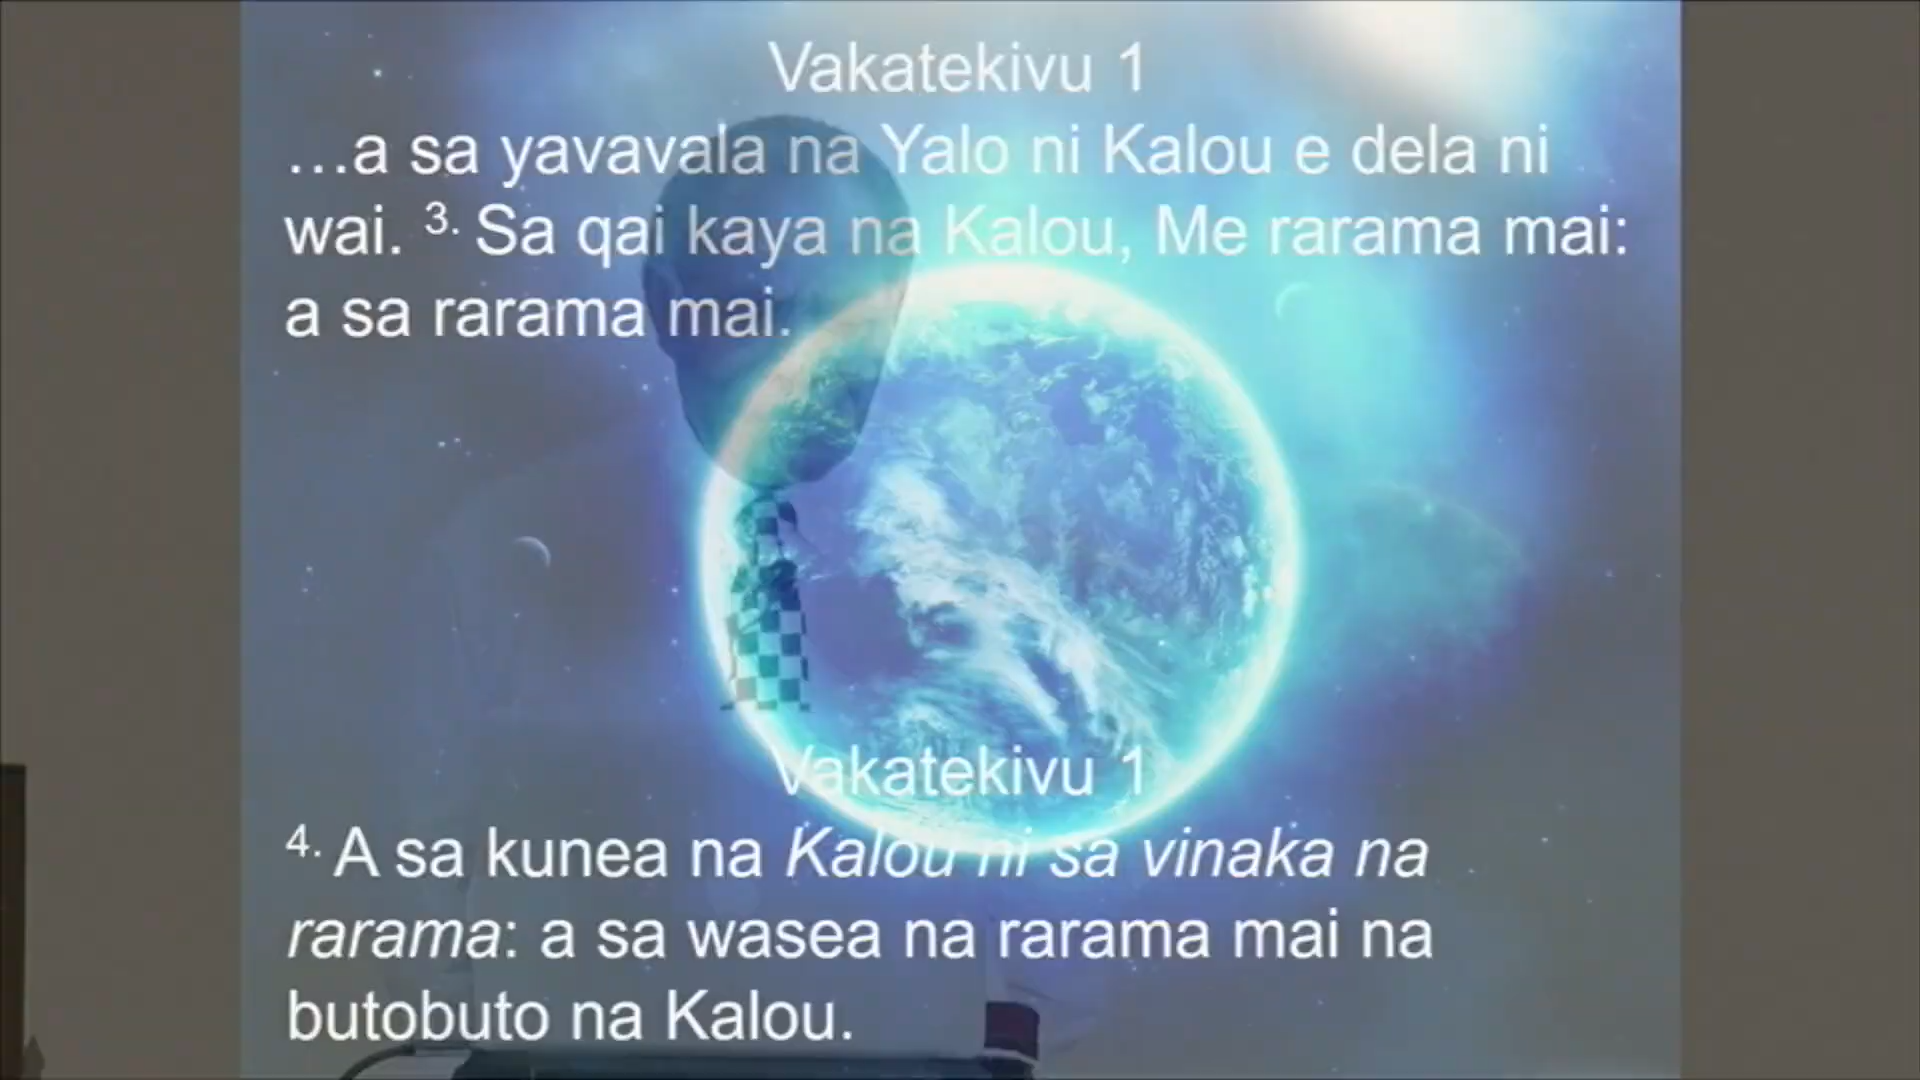 Vakatekivu 1
…a sa yavavala na Yalo ni Kalou e dela ni
wai. 3. Sa qai kaya na Kalou, Me rarama mai:
a sa rarama mai.
Vakatekivu 1
4. A sa kunea na Kalou ni sa vinaka na
rarama: a sa wasea na rarama mai na
butobuto na Kalou.